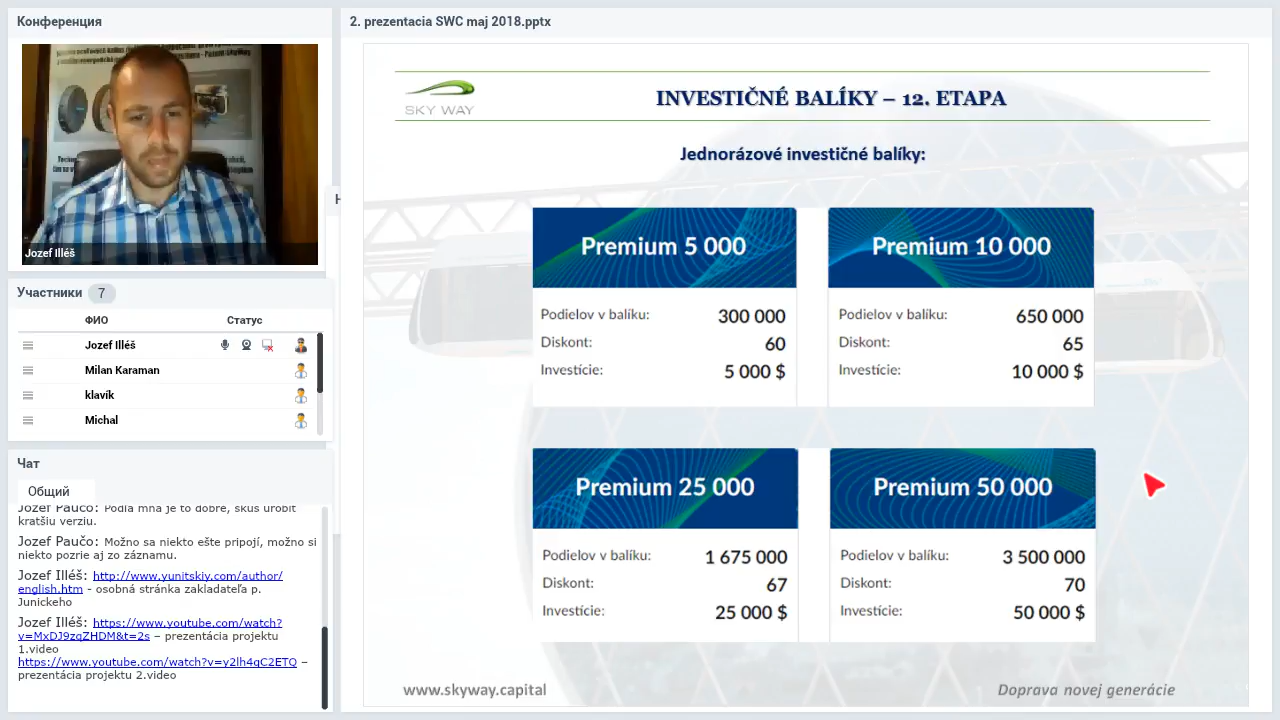 Конференция
Jozef Illéš
Участники 7
ФИО Статус
Jozef Illéš
Milan Karaman
klavík
Michal
Чат
Общий
Jozef Paučo: Podľa mňa je to dobré, skús urobiť
kratšiu verziu.
Jozef Paučo: Možno sa niekto ešte pripojí, možno si
niekto pozrie aj zo záznamu.
Jozef Illéš: http://www.yunitskiy.com/author/
english.htm - osobná stránka zakladateľa p.
Junickeho
Jozef Illéš: https://www.youtube.com/watch?
v=MxDJ9zqZHDM&t=2s – prezentácia projektu
1.video
https://www.youtube.com/watch?v=y2lh4qC2ETQ –
prezentácia projektu 2.video
2. prezentacia SWC maj 2018.pptx
SKY WAY
INVESTIČNÉ BALÍKY – 12. ETAPA
Jednorázové investičné balíky:
Premium 5 000
Podielov v balíku: 300 000
Diskont: 60
Investície: 5 000 $
Premium 10 000
Podielov v balíku: 650 000
Diskont: 65
Investície: 10 000 $
Premium 25 000
Podielov v balíku: 1 675 000
Diskont: 67
Investície: 25 000 $
Premium 50 000
Podielov v balíku: 3 500 000
Diskont: 70
Investície: 50 000 $
www.skyway.capital
Doprava novej generácie